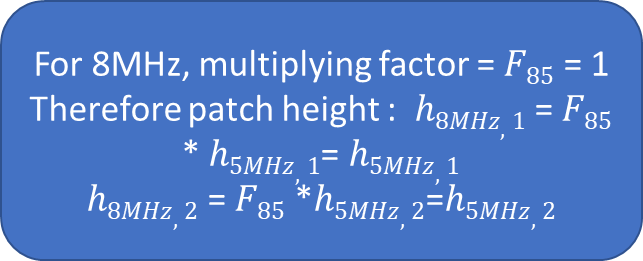 For 8MHz, multiplying factor = F₈₅ = 1
Therefore patch height : h₈MHz, ₁ = F₈₅
* h₅MHz, ₁= h₅MHz, ₁
h₈MHz, ₂ = F₈₅ *h₅MHz, ₂=h₅MHz, ₂